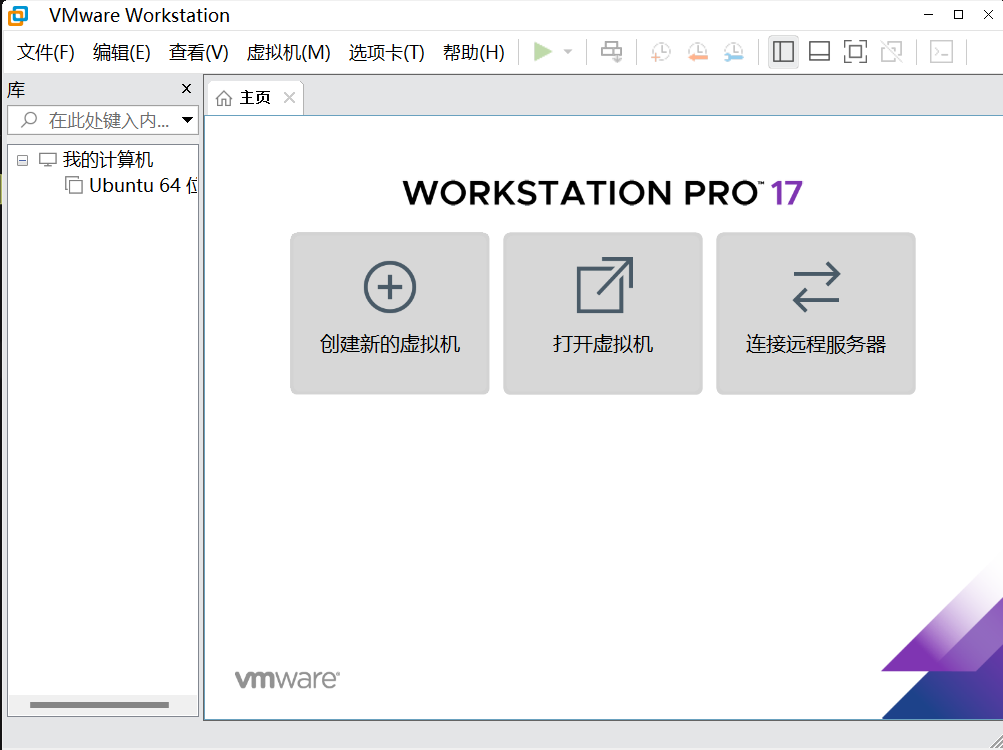 VMware Workstation
文件(F) 编辑(E) 查看(V) 虚拟机(M) 选项卡(T) 帮助(H)
库
主页
在此处键入内...
我的计算机
Ubuntu 64 位
WORKSTATION PRO™ 17
创建新的虚拟机 打开虚拟机 连接远程服务器
vmware®